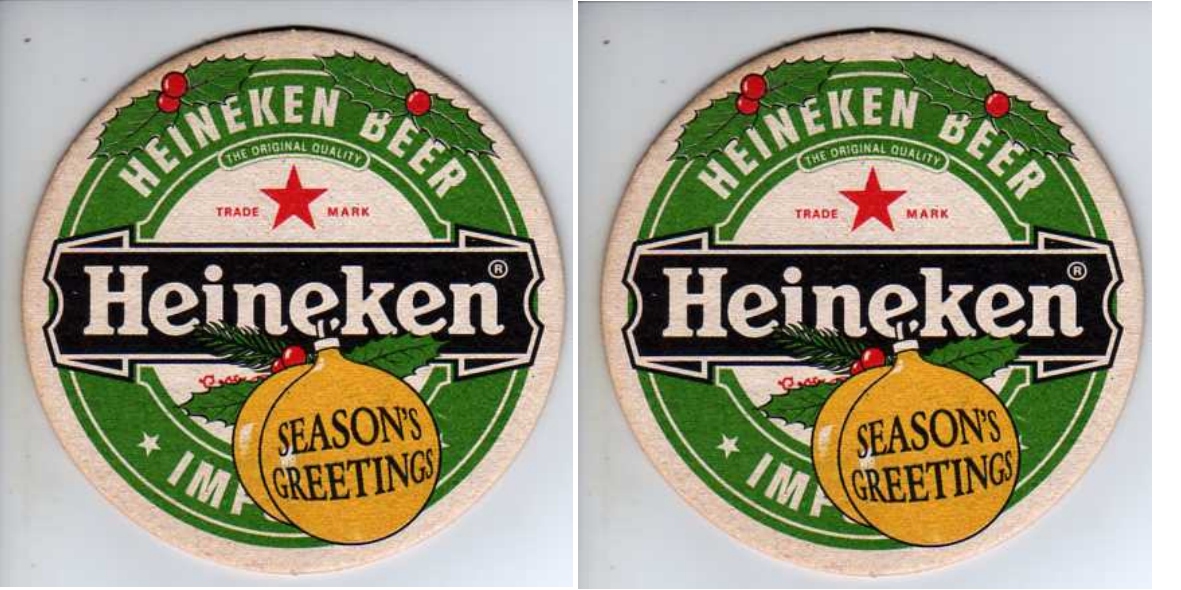 HEINEKEN BEER
THE ORIGINAL QUALITY
TRADE MARK
Heineken®
SEASON'S
GREETINGS
HEINEKEN BEER
THE ORIGINAL QUALITY
TRADE MARK
Heineken®
SEASON'S
GREETINGS